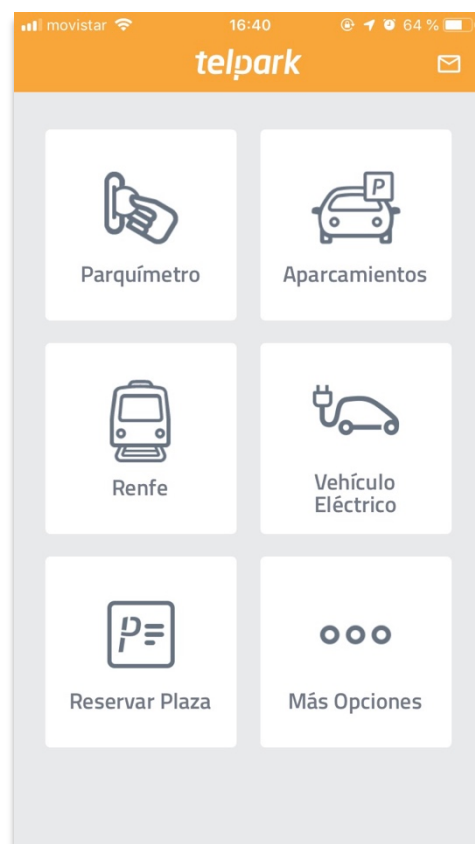 movistar 16:40 64 %
telpark
P
Parquímetro Aparcamientos
Renfe Vehículo
Eléctrico
P
Reservar Plaza Más Opciones